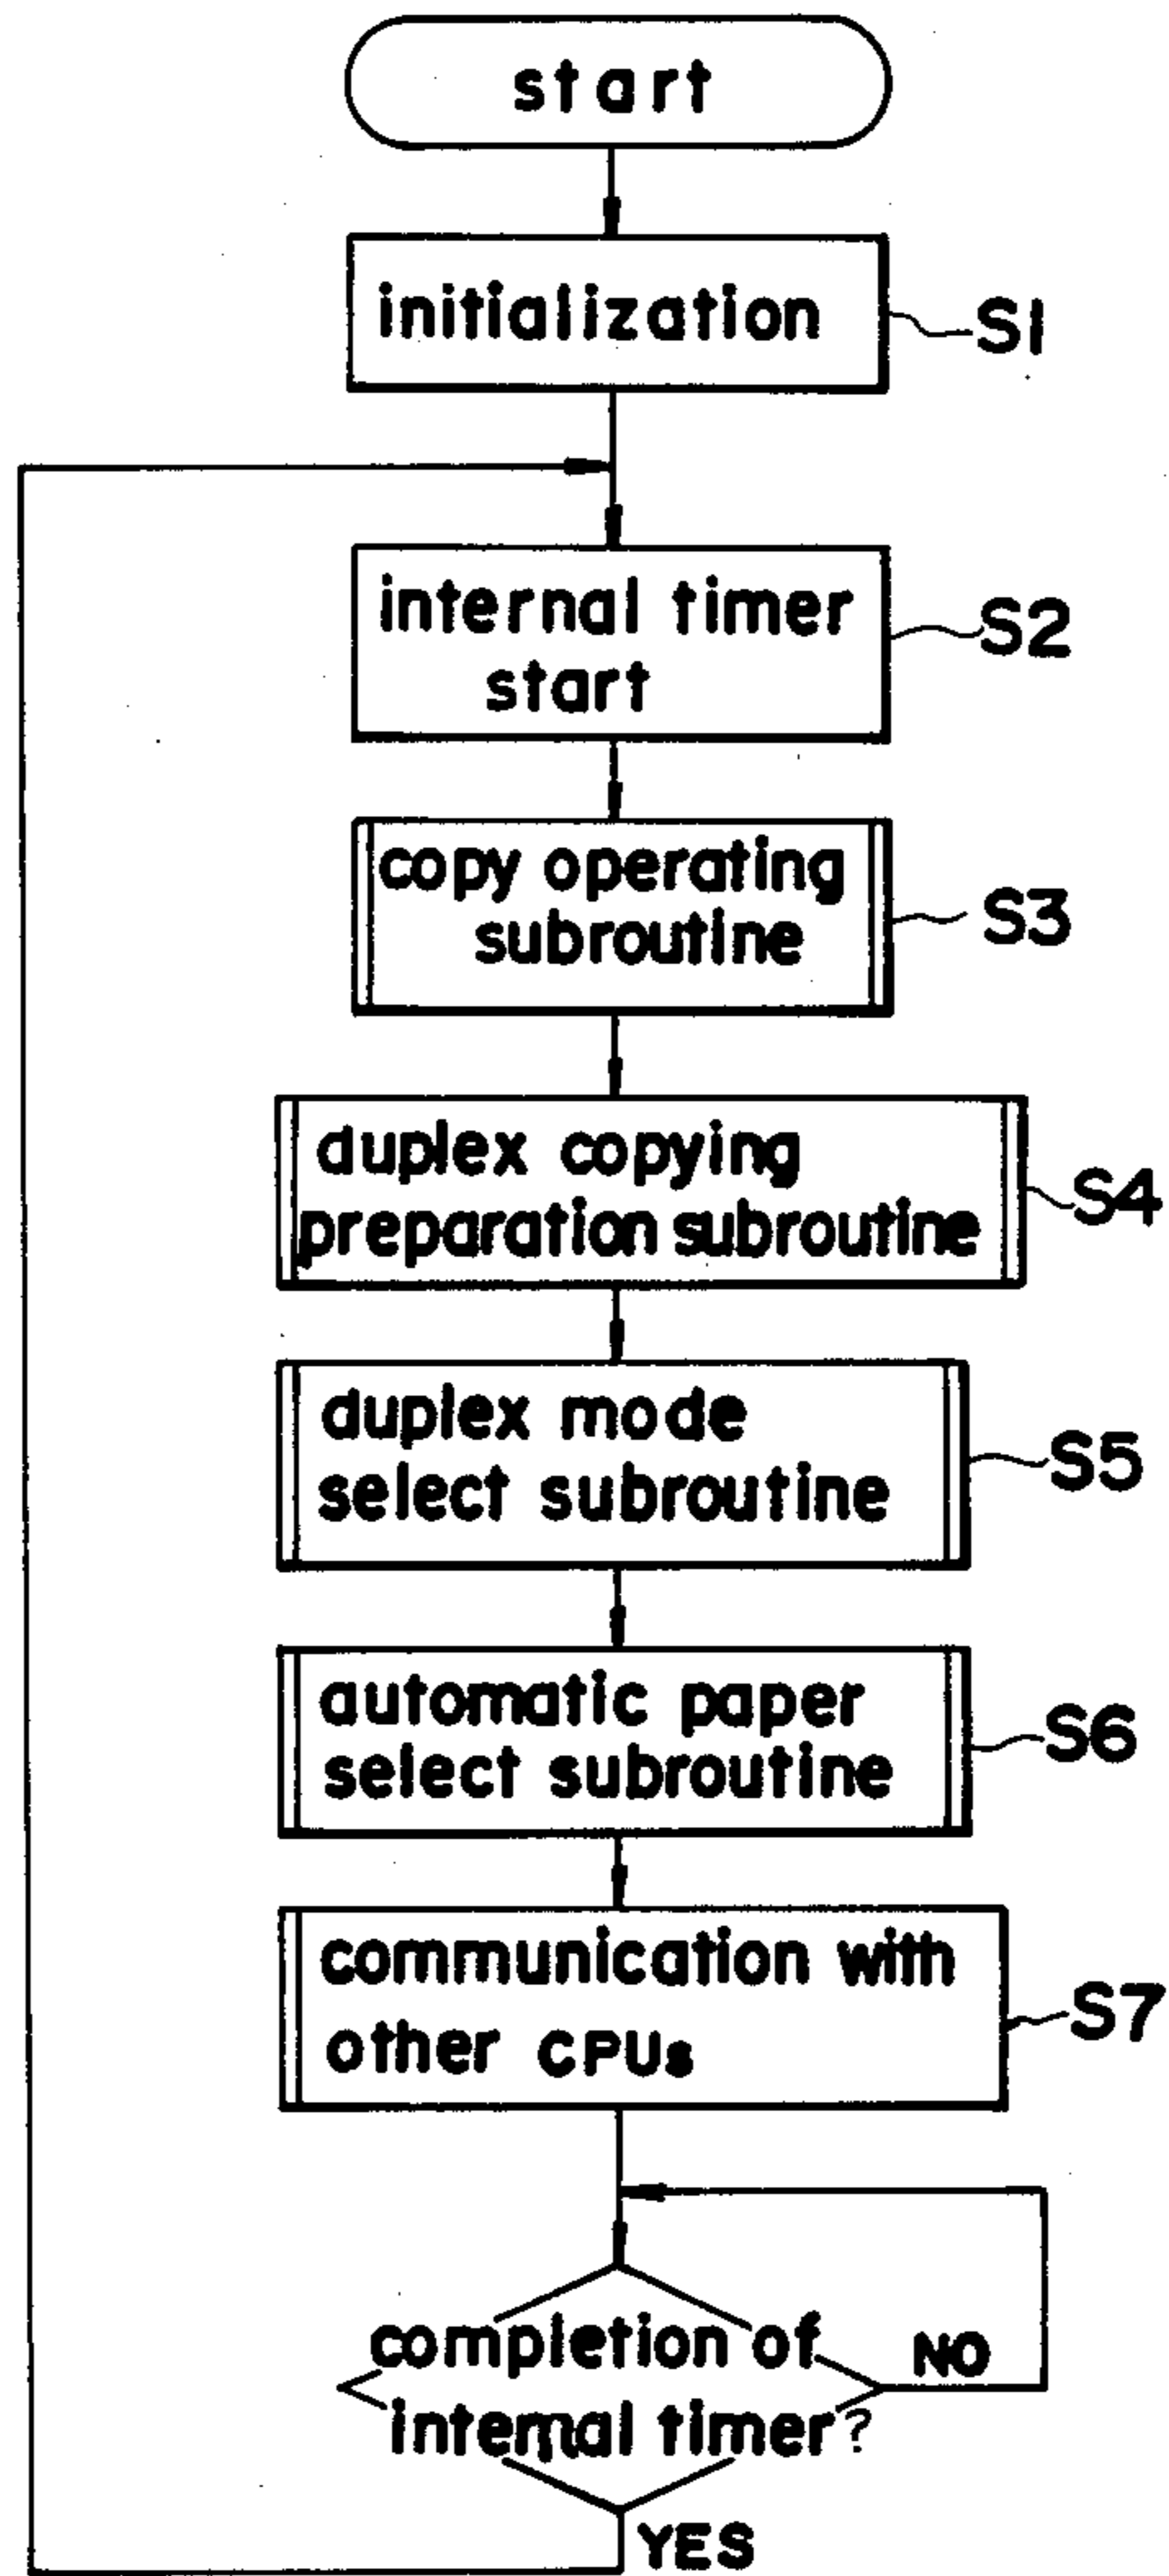 start
initialization
S1
internal timer
start
S2
copy operating
subroutine
S3
duplex copying
preparation subroutine
S4
duplex mode
select subroutine
S5
automatic paper
select subroutine
S6
communication with
other CPUs
S7
completion of
internal timer?
NO
YES